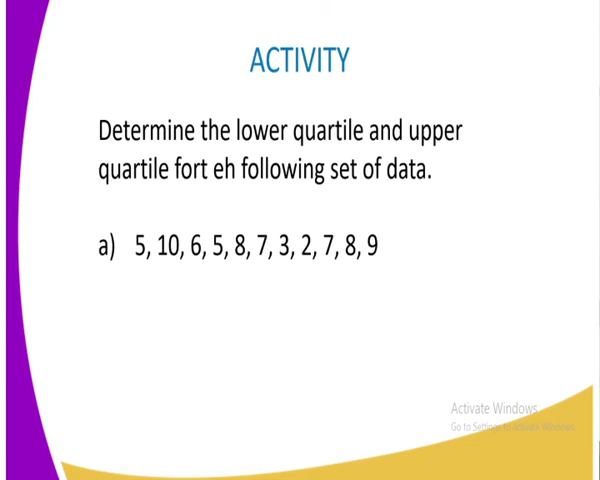 ACTIVITY
Determine the lower quartile and upper
quartile fort eh following set of data.
a) 5, 10, 6, 5, 8, 7, 3, 2, 7, 8, 9
Activate Windows
Go to Settings to Activate Windows.